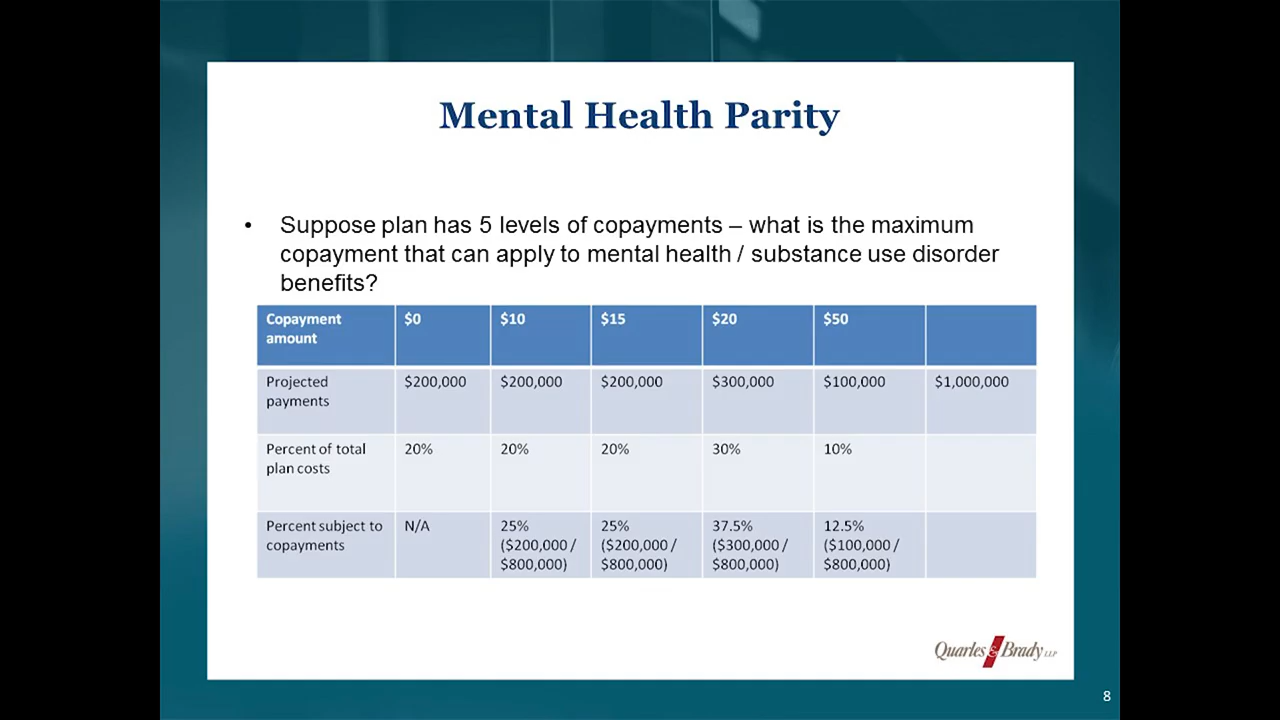 Mental Health Parity
• Suppose plan has 5 levels of copayments – what is the maximum
copayment that can apply to mental health / substance use disorder
benefits?
Copayment amount $0 $10 $15 $20 $50
Projected payments $200,000 $200,000 $200,000 $300,000 $100,000 $1,000,000
Percent of total plan costs 20% 20% 20% 30% 10%
Percent subject to copayments N/A 25% ($200,000 / $800,000) 25% ($200,000 / $800,000) 37.5% ($300,000 / $800,000) 12.5% ($100,000 / $800,000)
Quarles & Brady LLP
8